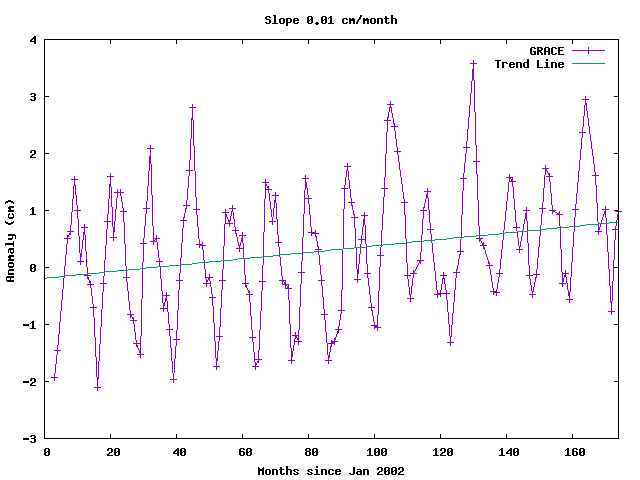 Slope 0.01 cm/month
GRACE
Trend Line
4
3
2
1
0
-1
-2
-3
Anomaly (cm)
0 20 40 60 80 100 120 140 160
Months since Jan 2002